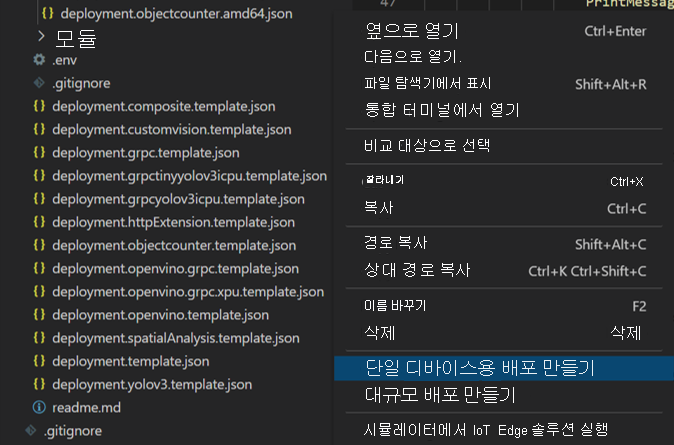 {} deployment.objectcounter.amd64.json
> 모듈
.env
.gitignore
{} deployment.composite.template.json
{} deployment.customvision.template.json
{} deployment.grpc.template.json
{} deployment.grpctinyyolov3icpu.template.json
{} deployment.grpcyolov3icpu.template.json
{} deployment.httpExtension.template.json
{} deployment.objectcounter.template.json
{} deployment.openvino.grpc.template.json
{} deployment.openvino.grpc.xpu.template.json
{} deployment.openvino.template.json
{} deployment.spatialAnalysis.template.json
{} deployment.template.json
{} deployment.yolov3.template.json
readme.md
.gitignore
47 PrintMessag
옆으로 열기 Ctrl+Enter
다음으로 열기.
파일 탐색기에서 표시 Shift+Alt+R
통합 터미널에서 열기
비교 대상으로 선택
잘라내기 Ctrl+X
복사 Ctrl+C
경로 복사 Shift+Alt+C
상대 경로 복사 Ctrl+K Ctrl+Shift+C
이름 바꾸기 F2
삭제 삭제
단일 디바이스용 배포 만들기
대규모 배포 만들기
시뮬레이터에서 IoT Edge 솔루션 실행